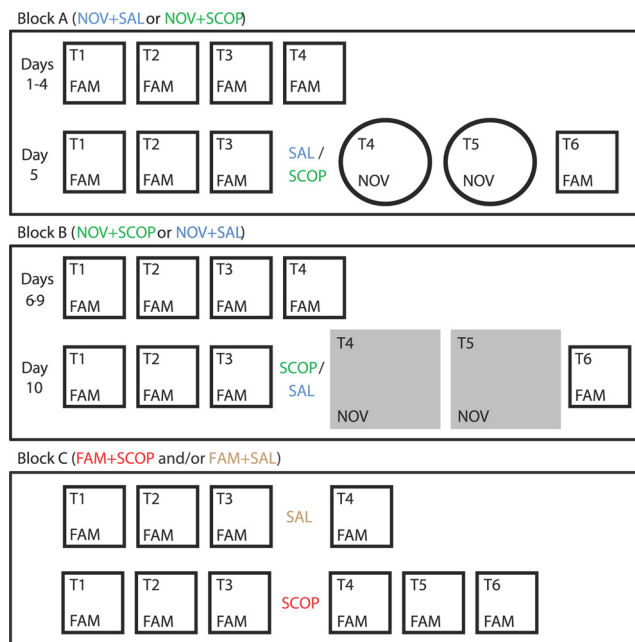 Block A (NOV+SAL or NOV+SCOP)
Days 1-4
T1 T2 T3 T4
FAM FAM FAM FAM
Day 5
T1 T2 T3 SAL / SCOP T4 T5 T6
FAM FAM FAM NOV NOV FAM
Block B (NOV+SCOP or NOV+SAL)
Days 6-9
T1 T2 T3 T4
FAM FAM FAM FAM
Day 10
T1 T2 T3 SCOP / SAL T4 T5 T6
FAM FAM FAM NOV NOV FAM
Block C (FAM+SCOP and/or FAM+SAL)
T1 T2 T3 SAL T4
FAM FAM FAM FAM
T1 T2 T3 SCOP T4 T5 T6
FAM FAM FAM FAM FAM FAM